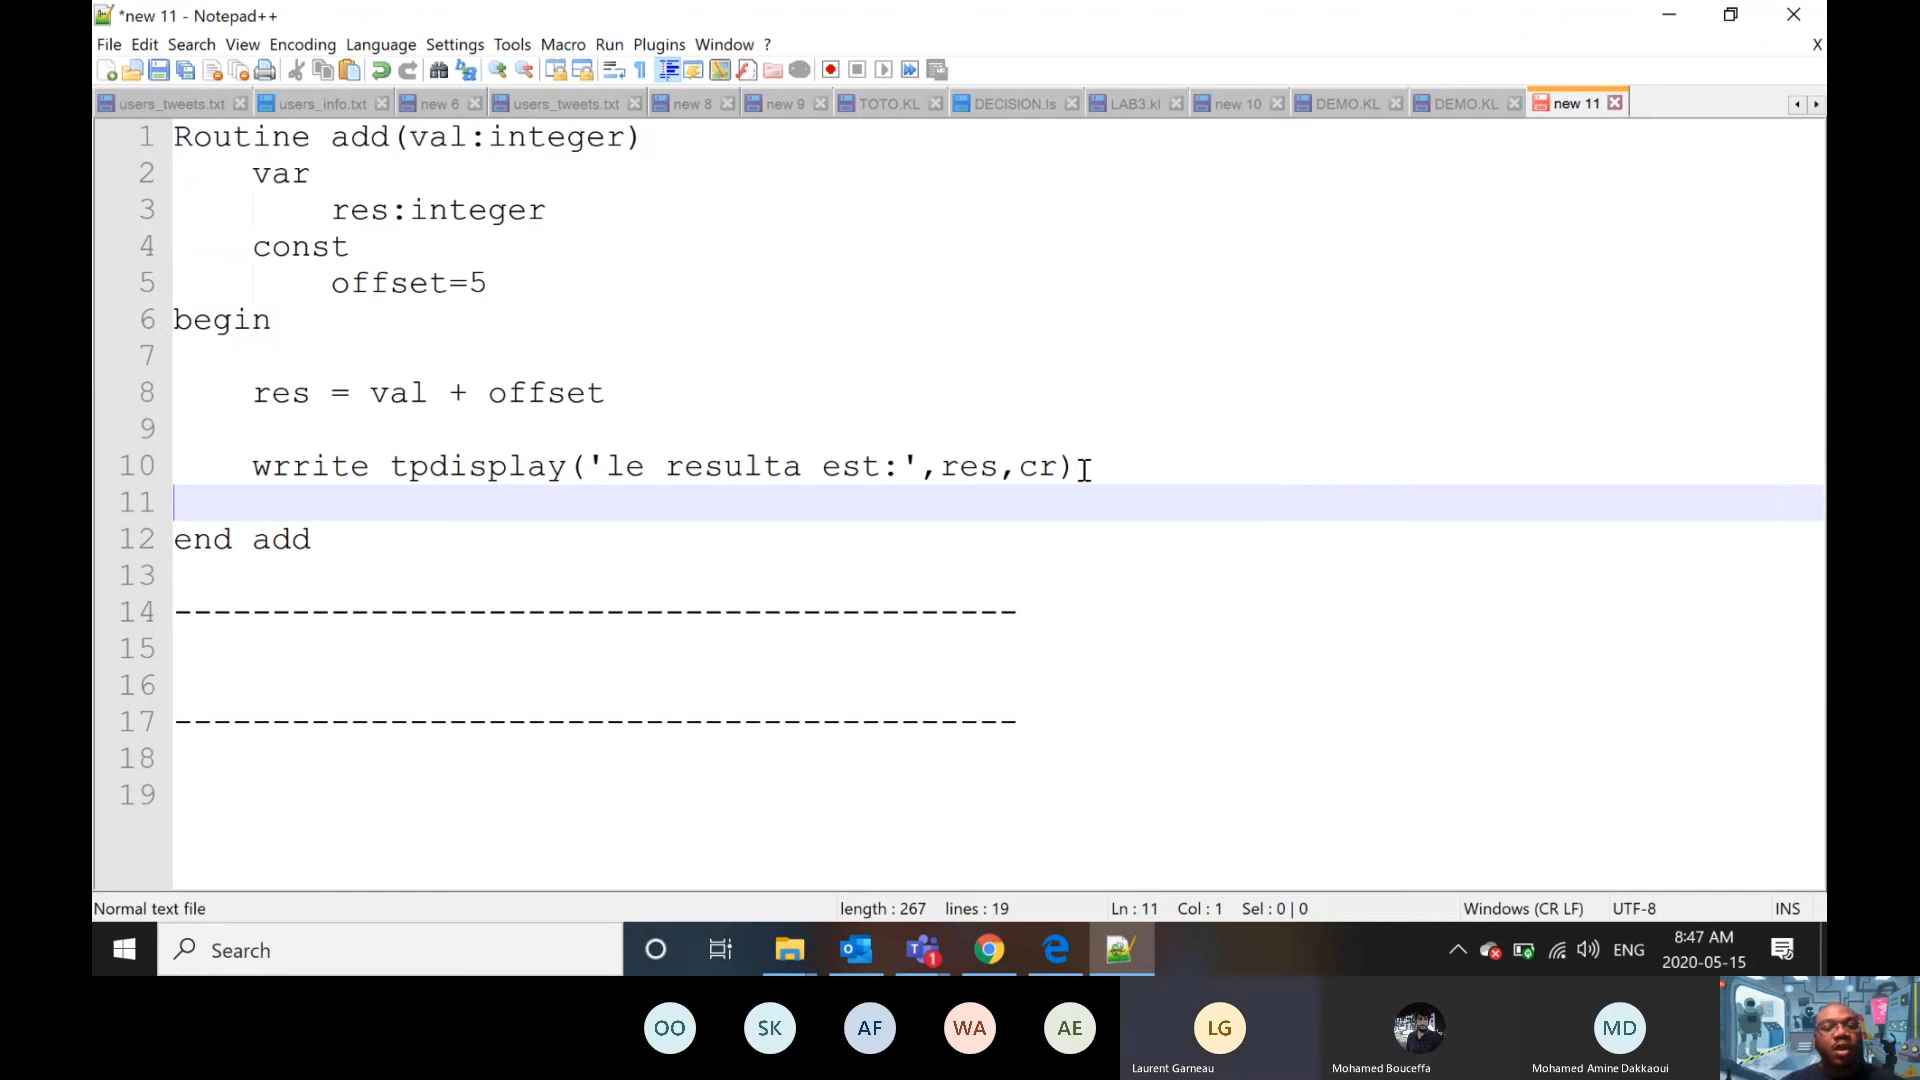 *new 11 - Notepad++
File Edit Search View Encoding Language Settings Tools Macro Run Plugins Window ? X
users_tweets.txt users_info.txt new 6 users_tweets.txt new 8 new 9 TOTO.KL DECISION.ls LAB3.kl new 10 DEMO.KL DEMO.KL new 11
1 Routine add(val:integer)
2 var
3 res:integer
4 const
5 offset=5
6 begin
7
8 res = val + offset
9
10 wrrite tpdisplay('le resulta est:',res,cr)
11
12 end add
13
14 -------------------------------------------
15
16
17 -------------------------------------------
18
19
Normal text file length : 267 lines : 19 Ln : 11 Col : 1 Sel : 0 | 0 Windows (CR LF) UTF-8 INS
Search 1 ENG 8:47 AM
2020-05-15
OO SK AF WA AE LG MD
Laurent Garneau Mohamed Bouceffa Mohamed Amine Dakkaoui